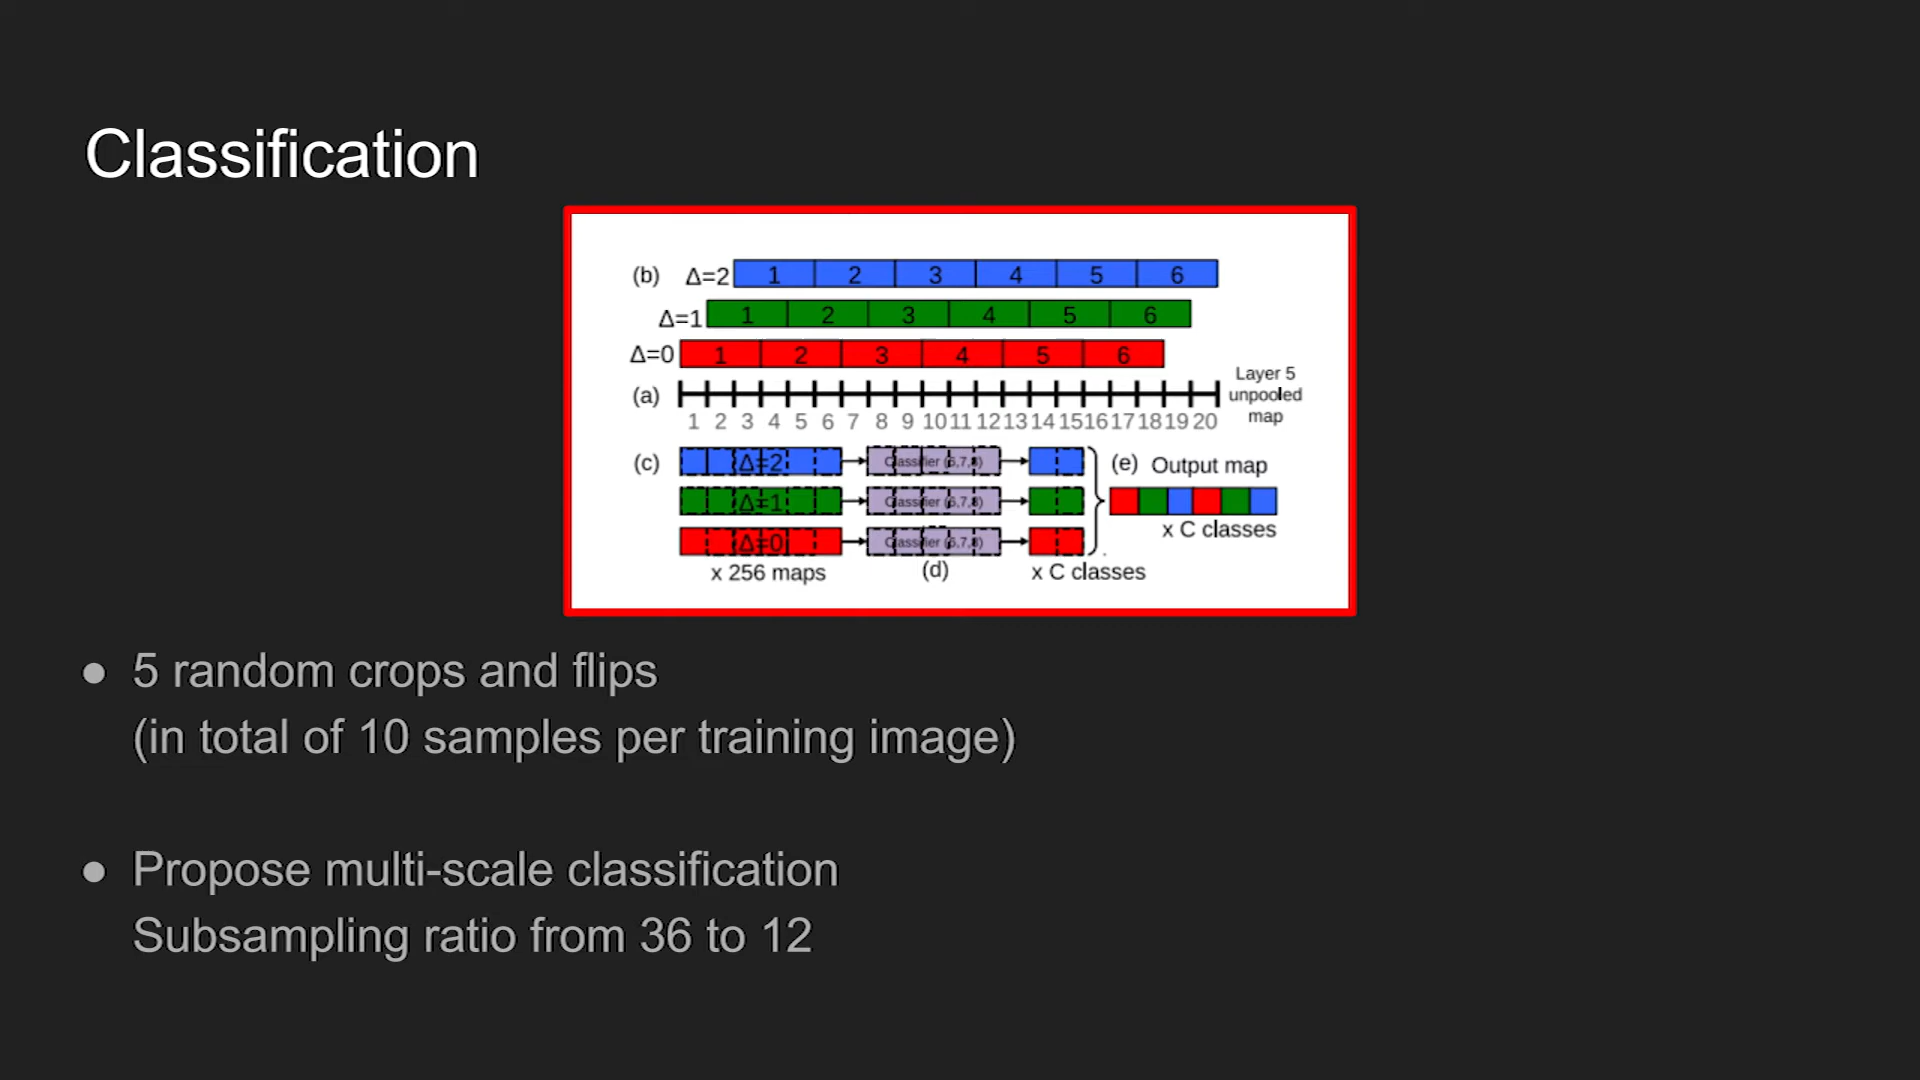 Classification
(b) Δ=2 1 2 3 4 5 6
Δ=1 1 2 3 4 5 6
Δ=0 1 2 3 4 5 6
(a)
Layer 5
unpooled
map
1 2 3 4 5 6 7 8 9 10 11 12 13 14 15 16 17 18 19 20
(c) Δ=2 Classifier (5,7,8)
(e) Output map
Δ=1 Classifier (5,7,8)
x C classes
Δ=0 Classifier (5,7,8)
x 256 maps (d) x C classes
● 5 random crops and flips
(in total of 10 samples per training image)
● Propose multi-scale classification
Subsampling ratio from 36 to 12